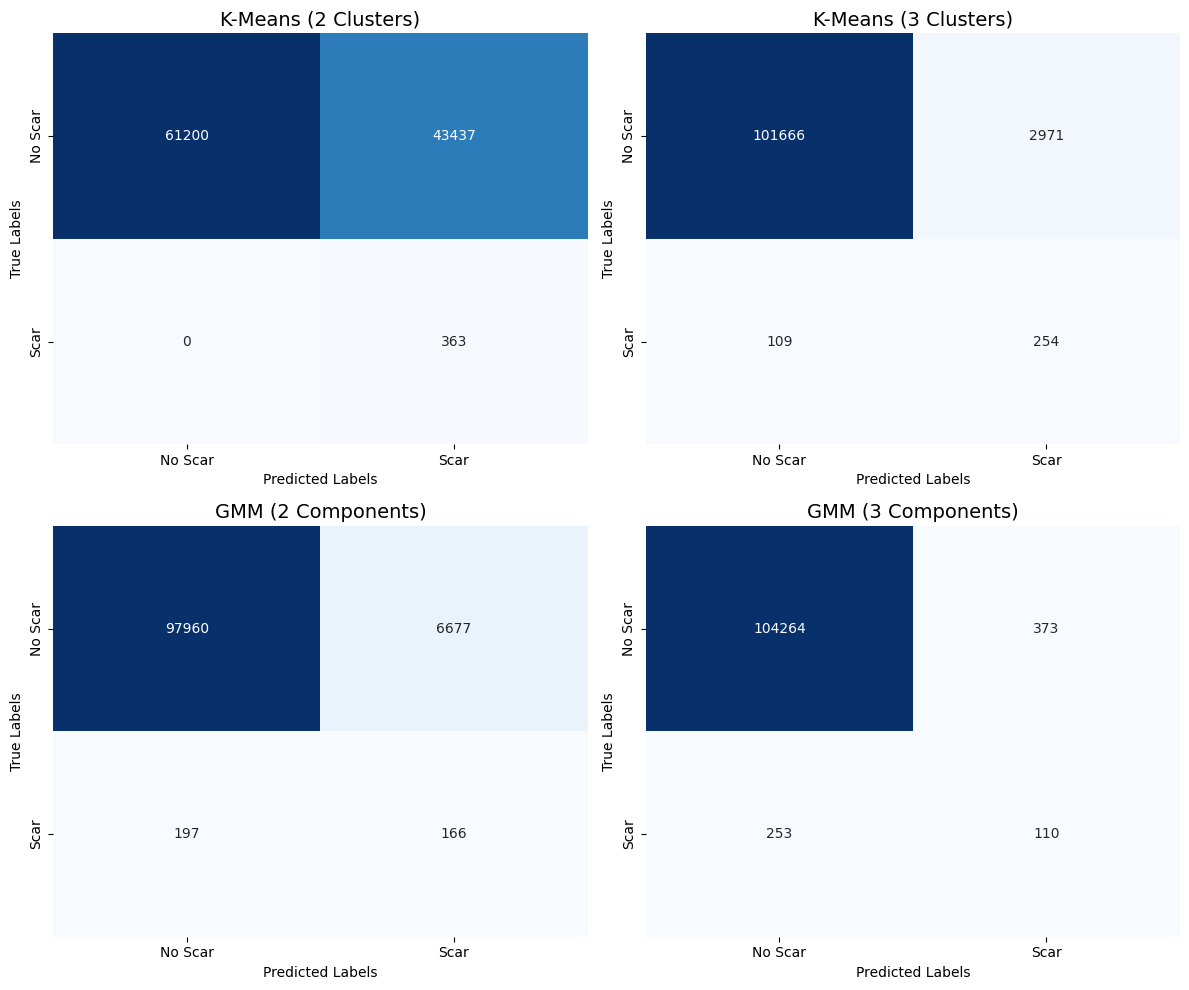 K-Means (2 Clusters)
No Scar
61200
43437
True Labels
Scar
0
363
No Scar
Scar
Predicted Labels
K-Means (3 Clusters)
No Scar
101666
2971
True Labels
Scar
109
254
No Scar
Scar
Predicted Labels
GMM (2 Components)
No Scar
97960
6677
True Labels
Scar
197
166
No Scar
Scar
Predicted Labels
GMM (3 Components)
No Scar
104264
373
True Labels
Scar
253
110
No Scar
Scar
Predicted Labels